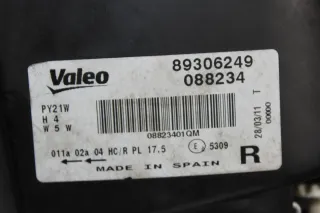 Valeo
89306249
088234
PY21W
H 4
W 5 W
08823401QM
28/03/11 T
00000
011a 02a 04 HC/R PL 17.5
E 5309
R
MADE IN SPAIN